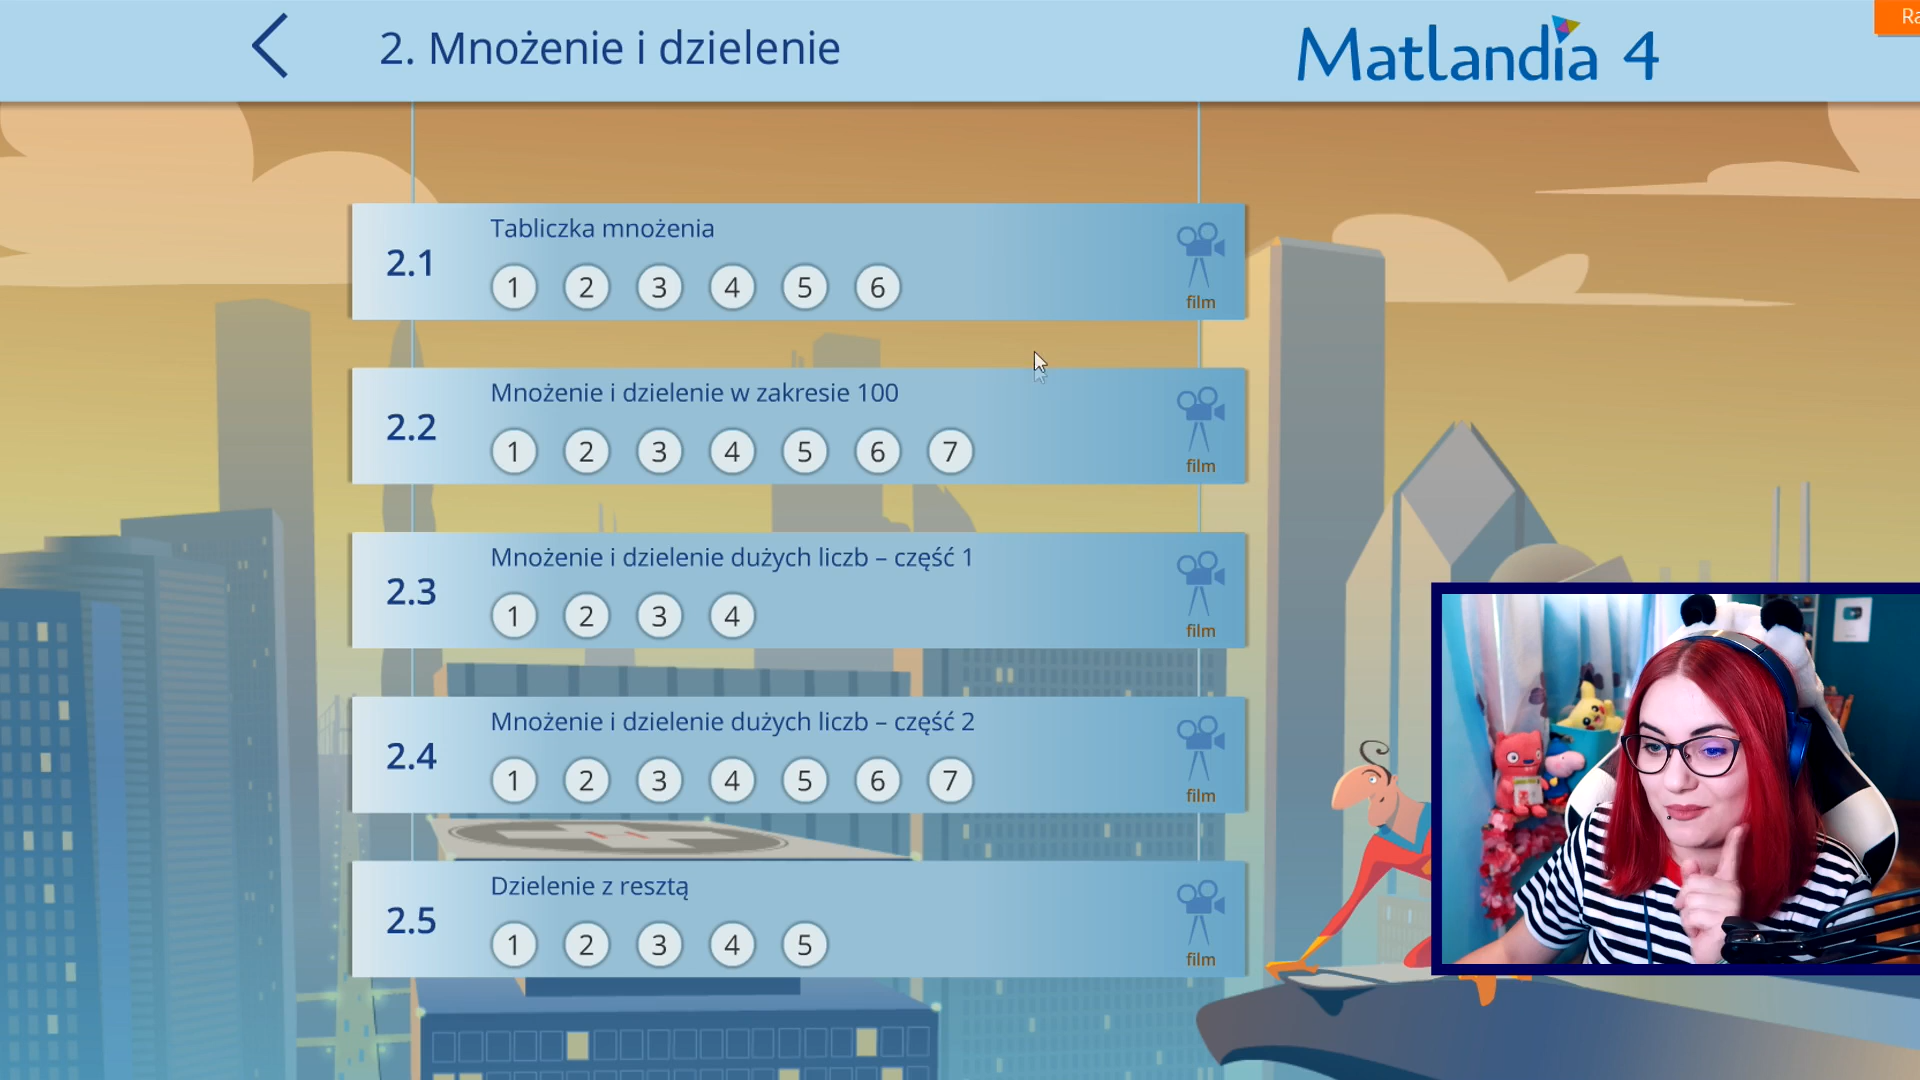 2. Mnożenie i dzielenie
Matlandia 4
2.1
Tabliczka mnożenia
1 2 3 4 5 6
film
2.2
Mnożenie i dzielenie w zakresie 100
1 2 3 4 5 6 7
film
2.3
Mnożenie i dzielenie dużych liczb – część 1
1 2 3 4
film
2.4
Mnożenie i dzielenie dużych liczb – część 2
1 2 3 4 5 6 7
film
2.5
Dzielenie z resztą
1 2 3 4 5
film